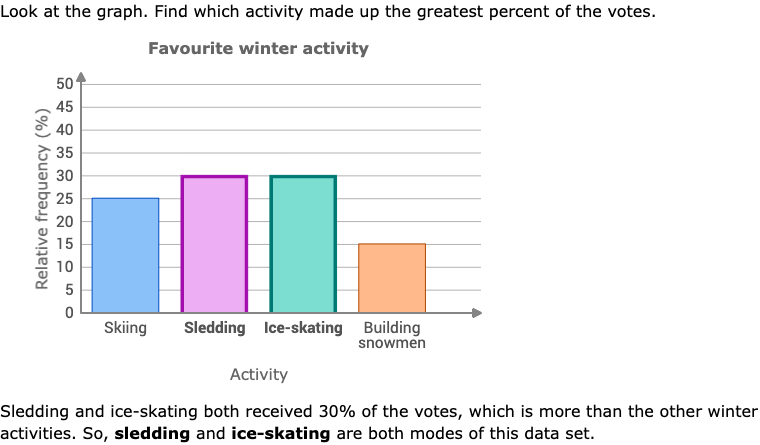 Look at the graph. Find which activity made up the greatest percent of the votes.
Favourite winter activity
Relative frequency (%)
50
45
40
35
30
25
20
15
10
5
0
Skiing Sledding Ice-skating Building
snowmen
Activity
Sledding and ice-skating both received 30% of the votes, which is more than the other winter
activities. So, sledding and ice-skating are both modes of this data set.